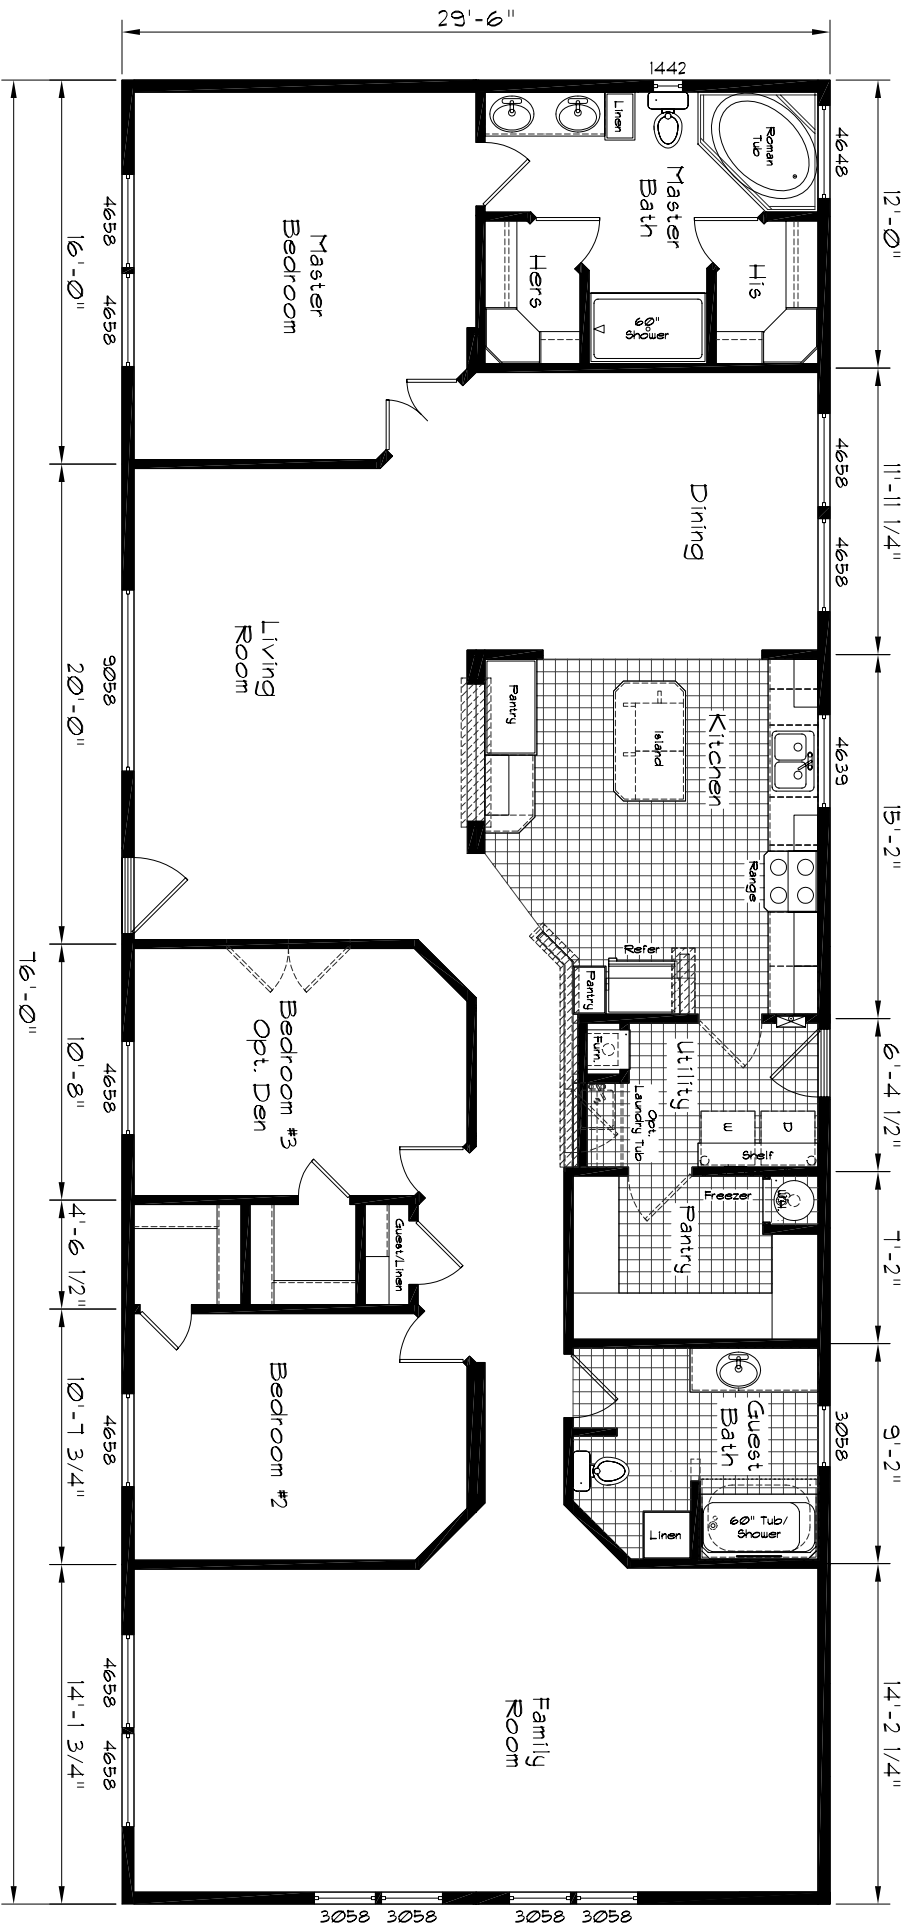 29'-6"
1442
4648
12'-0"
Linen
Roman
Tub
Master
Bath
Hers
His
60"
Shower
Master
Bedroom
4658
4658
16'-0"
4658
4658
11'-11 1/4"
Dining
Living
Room
9058
20'-0"
Pantry
Island
Kitchen
4639
15'-2"
Range
Refer
Pantry
76'-0"
Bedroom #3
Opt. Den
4658
10'-8"
Furn.
Utility
Opt.
Laundry Tub
W
D
Shelf
6'-4 1/2"
Freezer
WH
Pantry
7'-2"
Guest/Linen
4'-6 1/2"
Bedroom #2
4658
10'-7 3/4"
Guest
Bath
3058
9'-2"
Linen
60" Tub/
Shower
Family
Room
4658
4658
14'-1 3/4"
14'-2 1/4"
3058
3058
3058
3058